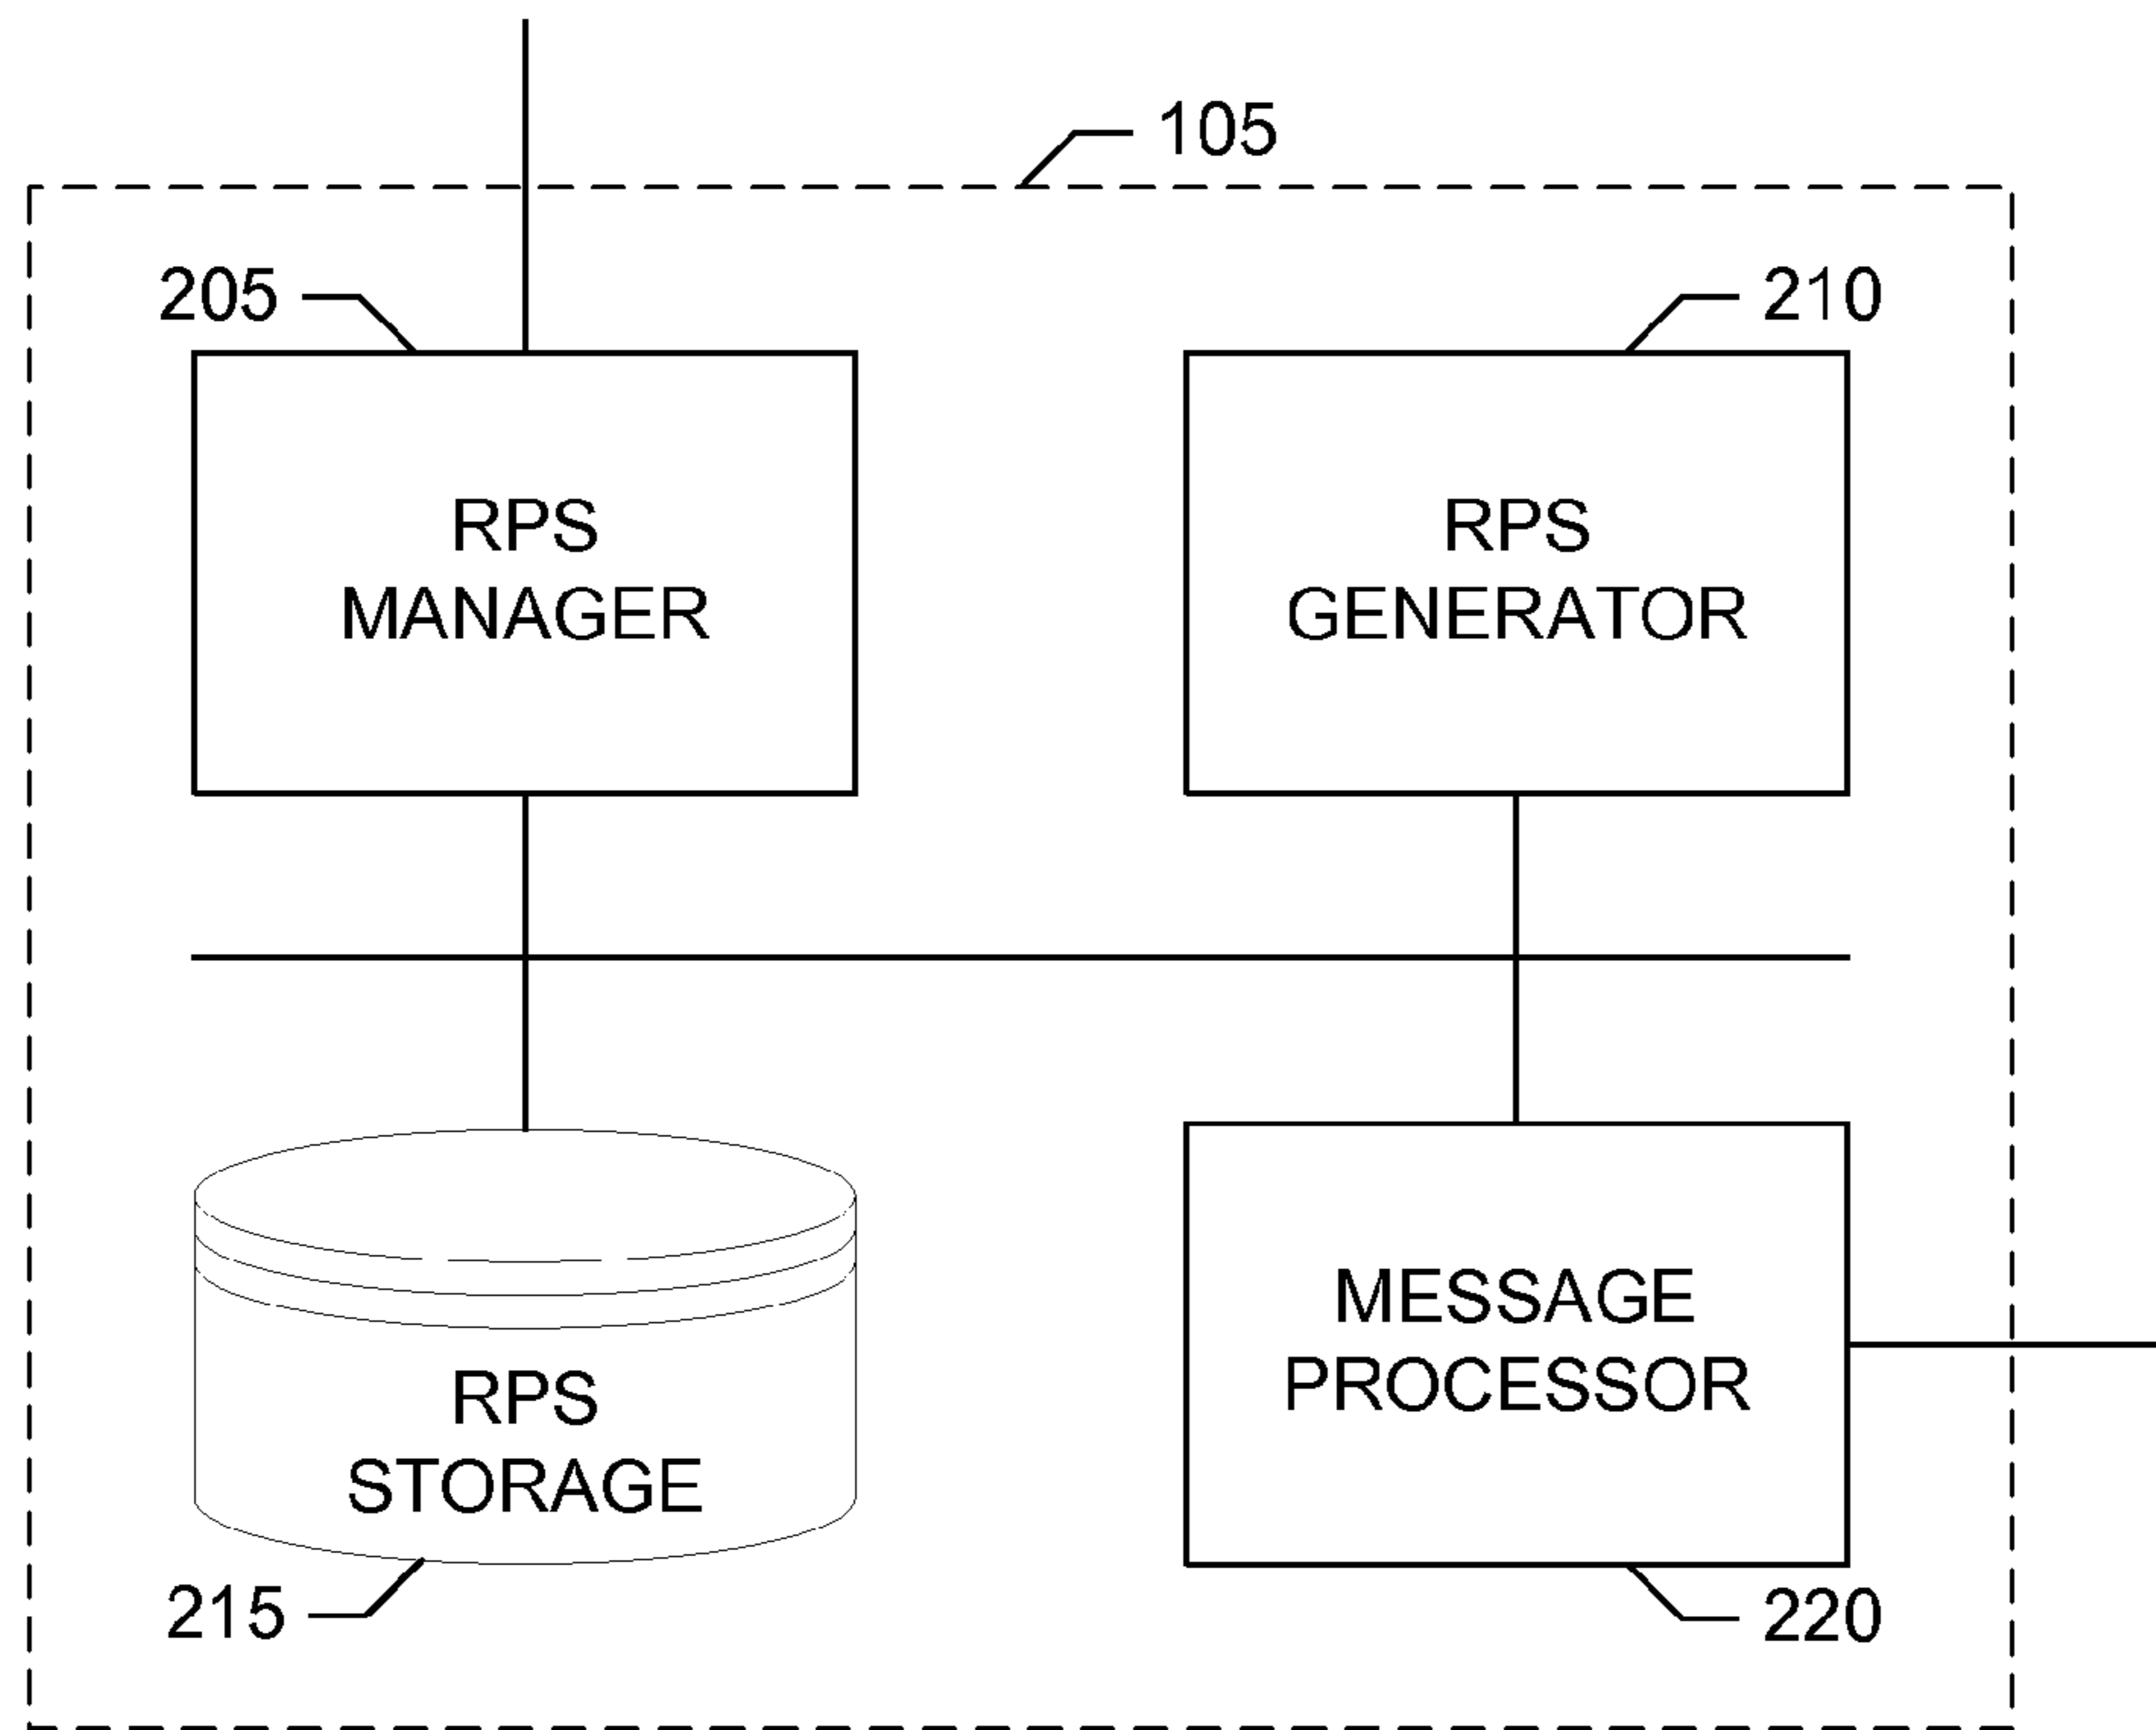 105
205
210
RPS
MANAGER
RPS
GENERATOR
RPS
STORAGE
MESSAGE
PROCESSOR
215
220